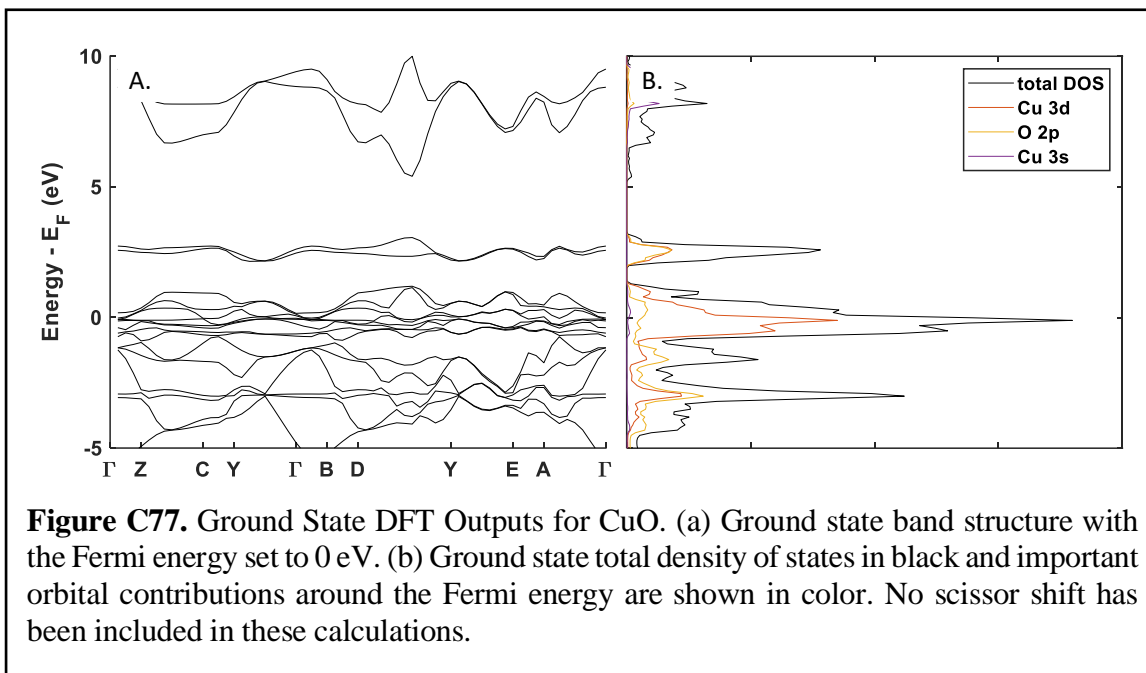 A.
B.
10
5
0
-5
Energy - E_F (eV)
Γ Z C Y Γ B D Y E A Γ
total DOS
Cu 3d
O 2p
Cu 3s
Figure C77. Ground State DFT Outputs for CuO. (a) Ground state band structure with
the Fermi energy set to 0 eV. (b) Ground state total density of states in black and important
orbital contributions around the Fermi energy are shown in color. No scissor shift has
been included in these calculations.